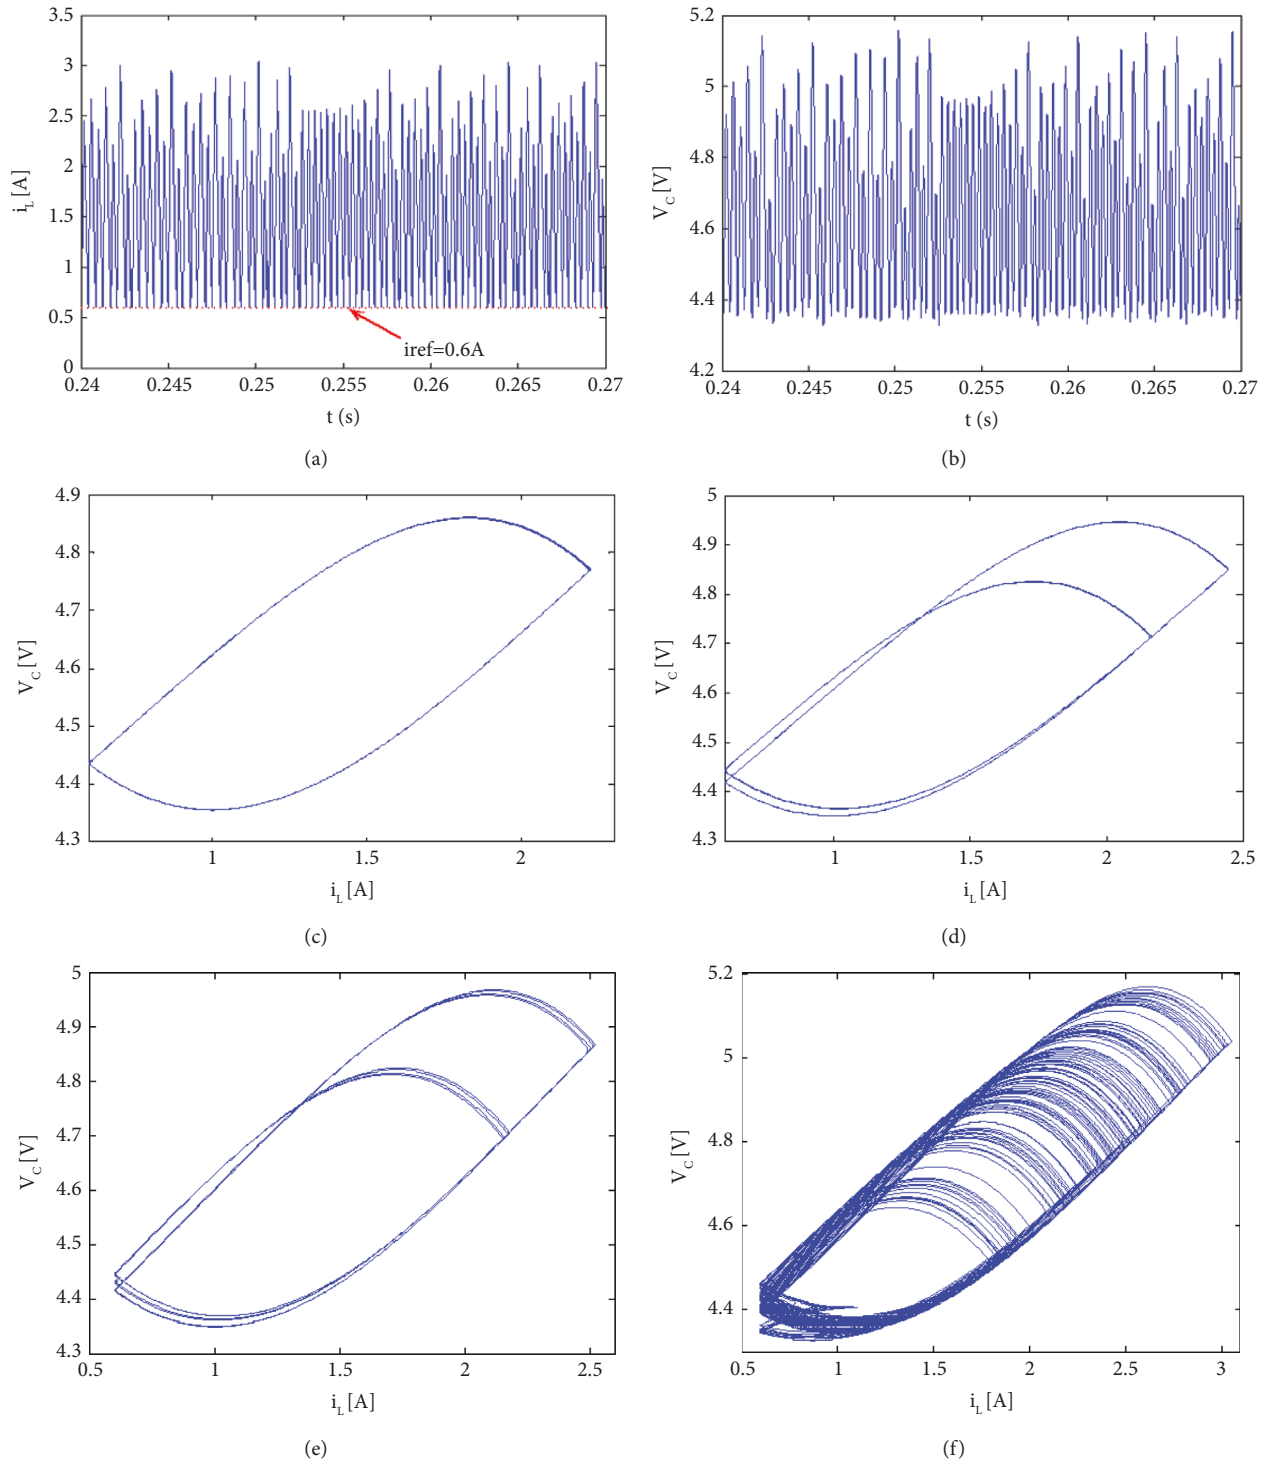 3.5
3
2.5
2
1.5
1
0.5
0
i_L [A]
0.24 0.245 0.25 0.255 0.26 0.265 0.27
t (s)
iref=0.6A
(a)
5.2
5
4.8
4.6
4.4
4.2
V_C [V]
0.24 0.245 0.25 0.255 0.26 0.265 0.27
t (s)
(b)
4.9
4.8
4.7
4.6
4.5
4.4
4.3
V_C [V]
1 1.5 2
i_L [A]
(c)
5
4.9
4.8
4.7
4.6
4.5
4.4
4.3
V_C [V]
1 1.5 2 2.5
i_L [A]
(d)
5
4.9
4.8
4.7
4.6
4.5
4.4
4.3
V_C [V]
0.5 1 1.5 2 2.5
i_L [A]
(e)
5.2
5
4.8
4.6
4.4
V_C [V]
0.5 1 1.5 2 2.5 3
i_L [A]
(f)